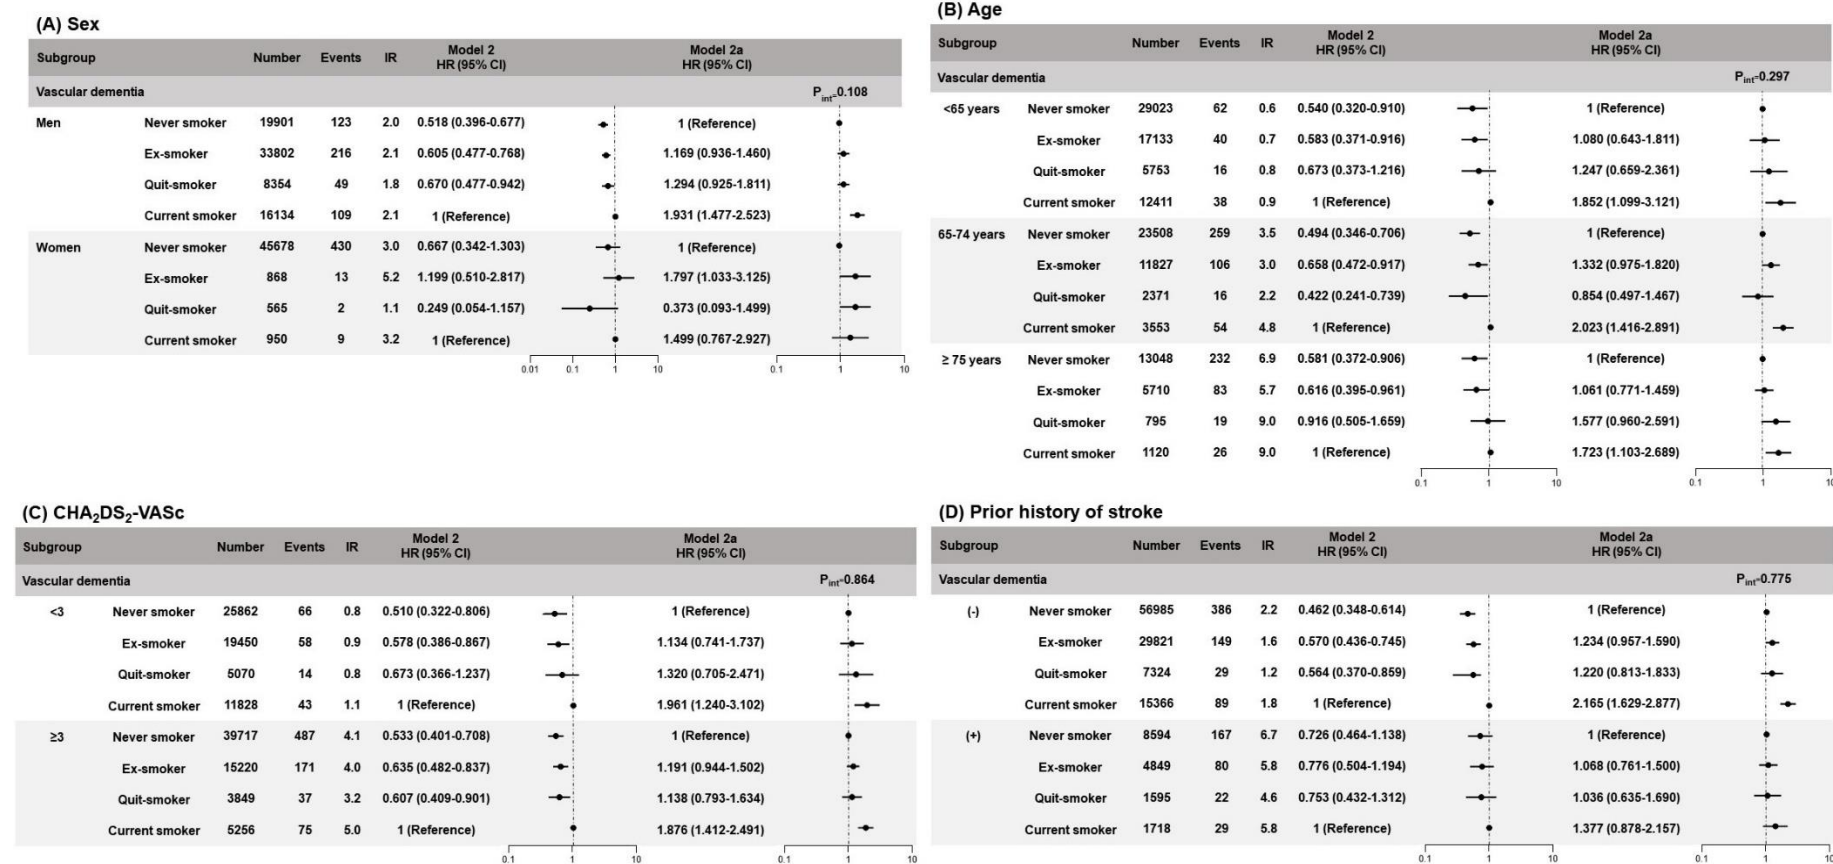 (A) Sex
Subgroup Number Events IR Model 2 HR (95% CI) Model 2a HR (95% CI)
Vascular dementia Pint=0.108
Men Never smoker 19901 123 2.0 0.518 (0.396-0.677) 1 (Reference)
Ex-smoker 33802 216 2.1 0.605 (0.477-0.768) 1.169 (0.936-1.460)
Quit-smoker 8354 49 1.8 0.670 (0.477-0.942) 1.294 (0.925-1.811)
Current smoker 16134 109 2.1 1 (Reference) 1.931 (1.477-2.523)
Women Never smoker 45678 430 3.0 0.667 (0.342-1.303) 1 (Reference)
Ex-smoker 868 13 5.2 1.199 (0.510-2.817) 1.797 (1.033-3.125)
Quit-smoker 565 2 1.1 0.249 (0.054-1.157) 0.373 (0.093-1.499)
Current smoker 950 9 3.2 1 (Reference) 1.499 (0.767-2.927)
0.01 0.1 1 10 0.1 1 10
(B) Age
Subgroup Number Events IR Model 2 HR (95% CI) Model 2a HR (95% CI)
Vascular dementia Pint=0.297
<65 years Never smoker 29023 62 0.6 0.540 (0.320-0.910) 1 (Reference)
Ex-smoker 17133 40 0.7 0.583 (0.371-0.916) 1.080 (0.643-1.811)
Quit-smoker 5753 16 0.8 0.673 (0.373-1.216) 1.247 (0.659-2.361)
Current smoker 12411 38 0.9 1 (Reference) 1.852 (1.099-3.121)
65-74 years Never smoker 23508 259 3.5 0.494 (0.346-0.706) 1 (Reference)
Ex-smoker 11827 106 3.0 0.658 (0.472-0.917) 1.332 (0.975-1.820)
Quit-smoker 2371 16 2.2 0.422 (0.241-0.739) 0.854 (0.497-1.467)
Current smoker 3553 54 4.8 1 (Reference) 2.023 (1.416-2.891)
≥ 75 years Never smoker 13048 232 6.9 0.581 (0.372-0.906) 1 (Reference)
Ex-smoker 5710 83 5.7 0.616 (0.395-0.961) 1.061 (0.771-1.459)
Quit-smoker 795 19 9.0 0.916 (0.505-1.659) 1.577 (0.960-2.591)
Current smoker 1120 26 9.0 1 (Reference) 1.723 (1.103-2.689)
0.1 1 10 0.1 1 10
(C) CHA₂DS₂-VASc
Subgroup Number Events IR Model 2 HR (95% CI) Model 2a HR (95% CI)
Vascular dementia Pint=0.864
<3 Never smoker 25862 66 0.8 0.510 (0.322-0.806) 1 (Reference)
Ex-smoker 19450 58 0.9 0.578 (0.386-0.867) 1.134 (0.741-1.737)
Quit-smoker 5070 14 0.8 0.673 (0.366-1.237) 1.320 (0.705-2.471)
Current smoker 11828 43 1.1 1 (Reference) 1.961 (1.240-3.102)
≥3 Never smoker 39717 487 4.1 0.533 (0.401-0.708) 1 (Reference)
Ex-smoker 15220 171 4.0 0.635 (0.482-0.837) 1.191 (0.944-1.502)
Quit-smoker 3849 37 3.2 0.607 (0.409-0.901) 1.138 (0.793-1.634)
Current smoker 5256 75 5.0 1 (Reference) 1.876 (1.412-2.491)
0.1 1 10 0.1 1 10
(D) Prior history of stroke
Subgroup Number Events IR Model 2 HR (95% CI) Model 2a HR (95% CI)
Vascular dementia Pint=0.775
(-) Never smoker 56985 386 2.2 0.462 (0.348-0.614) 1 (Reference)
Ex-smoker 29821 149 1.6 0.570 (0.436-0.745) 1.234 (0.957-1.590)
Quit-smoker 7324 29 1.2 0.564 (0.370-0.859) 1.220 (0.813-1.833)
Current smoker 15366 89 1.8 1 (Reference) 2.165 (1.629-2.877)
(+) Never smoker 8594 167 6.7 0.726 (0.464-1.138) 1 (Reference)
Ex-smoker 4849 80 5.8 0.776 (0.504-1.194) 1.068 (0.761-1.500)
Quit-smoker 1595 22 4.6 0.753 (0.432-1.312) 1.036 (0.635-1.690)
Current smoker 1718 29 5.8 1 (Reference) 1.377 (0.878-2.157)
0.1 1 10 0.1 1 10